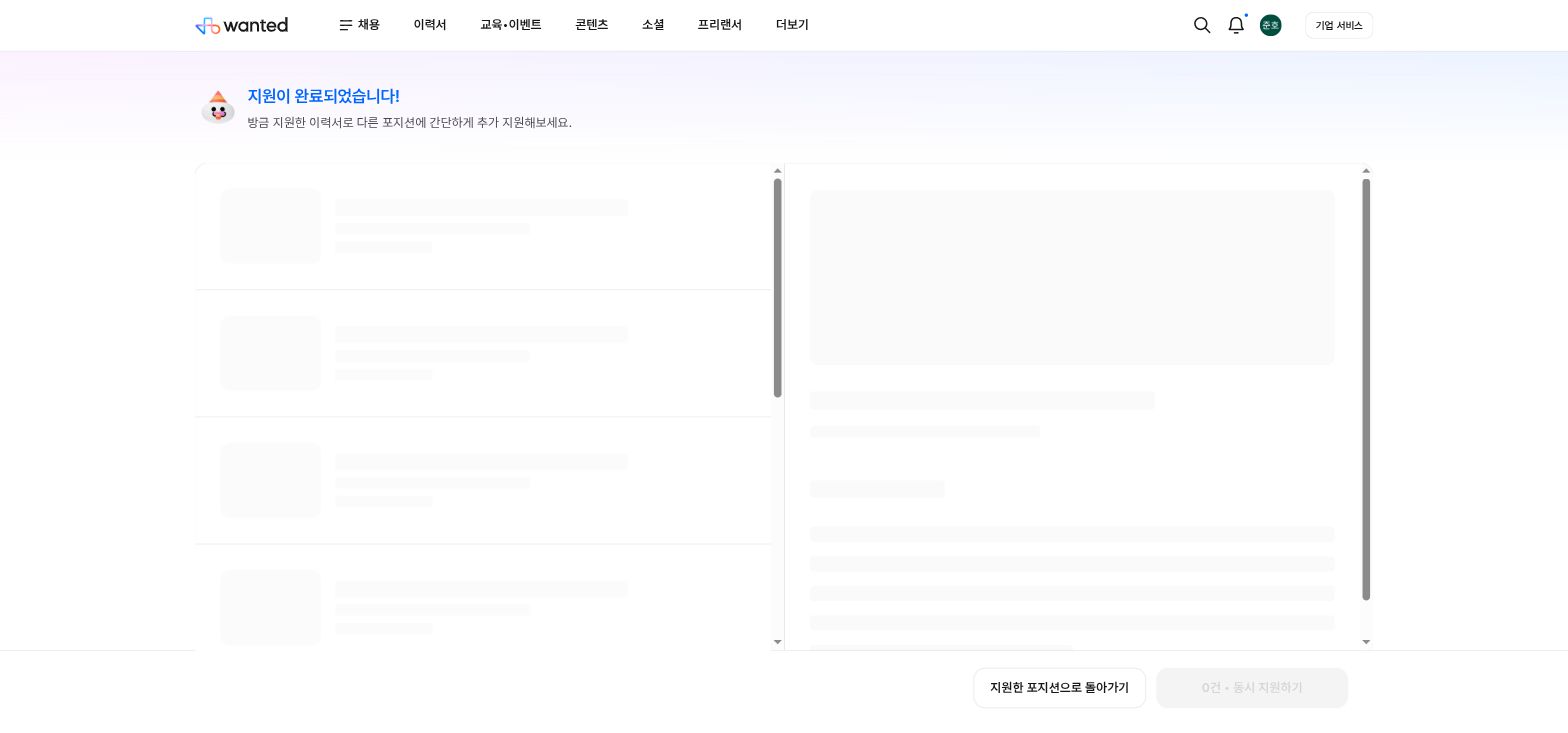 wanted
채용
이력서
교육•이벤트
콘텐츠
소셜
프리랜서
더보기
준호
기업 서비스
지원이 완료되었습니다!
방금 지원한 이력서로 다른 포지션에 간단하게 추가 지원해보세요.
지원한 포지션으로 돌아가기
0건 • 동시 지원하기